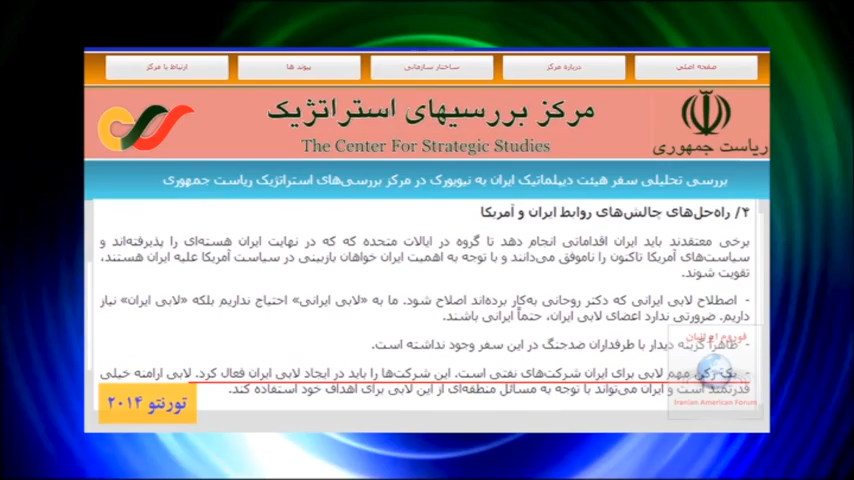 صفحه اصلی
درباره مرکز
ساختار سازمانی
پیوند ها
ارتباط با مرکز
مرکز بررسیهای استراتژیک
The Center For Strategic Studies
ریاست جمهوری
بررسی تحلیلی سفر هیئت دیپلماتیک ایران به نیویورک در مرکز بررسی‌های استراتژیک ریاست جمهوری
۴/ راه‌حل‌های چالش‌های روابط ایران و آمریکا
برخی معتقدند باید ایران اقداماتی انجام دهد تا گروه در ایالات متحده که که در نهایت ایران هسته‌ای را پذیرفته‌اند و
سیاست‌های آمریکا تاکنون را ناموفق می‌دانند و با توجه به اهمیت ایران خواهان بازبینی در سیاست آمریکا علیه ایران هستند،
تقویت شوند.
- اصطلاح لابی ایرانی که دکتر روحانی به‌کار برده‌اند اصلاح شود. ما به «لابی ایرانی» احتیاج نداریم بلکه «لابی ایران» نیاز
داریم. ضرورتی ندارد اعضای لابی ایران، حتماً ایرانی باشند.
- ظاهراً گزینه دیدار با طرفداران ضدجنگ در این سفر وجود نداشته است.
- یک رکن مهم لابی برای ایران شرکت‌های نفتی است. این شرکت‌ها را باید در ایجاد لابی ایران فعال کرد. لابی ارامنه خیلی
قدرتمند است و ایران می‌تواند با توجه به مسائل منطقه‌ای از این لابی برای اهداف خود استفاده کند.
فوروم ایرانیان
Iranian American Forum
تورنتو ۲۰۱۴